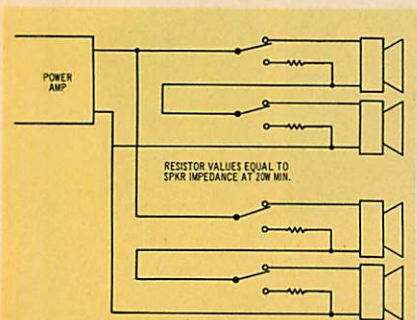 POWER
AMP
RESISTOR VALUES EQUAL TO
SPKR IMPEDANCE AT 20W MIN.